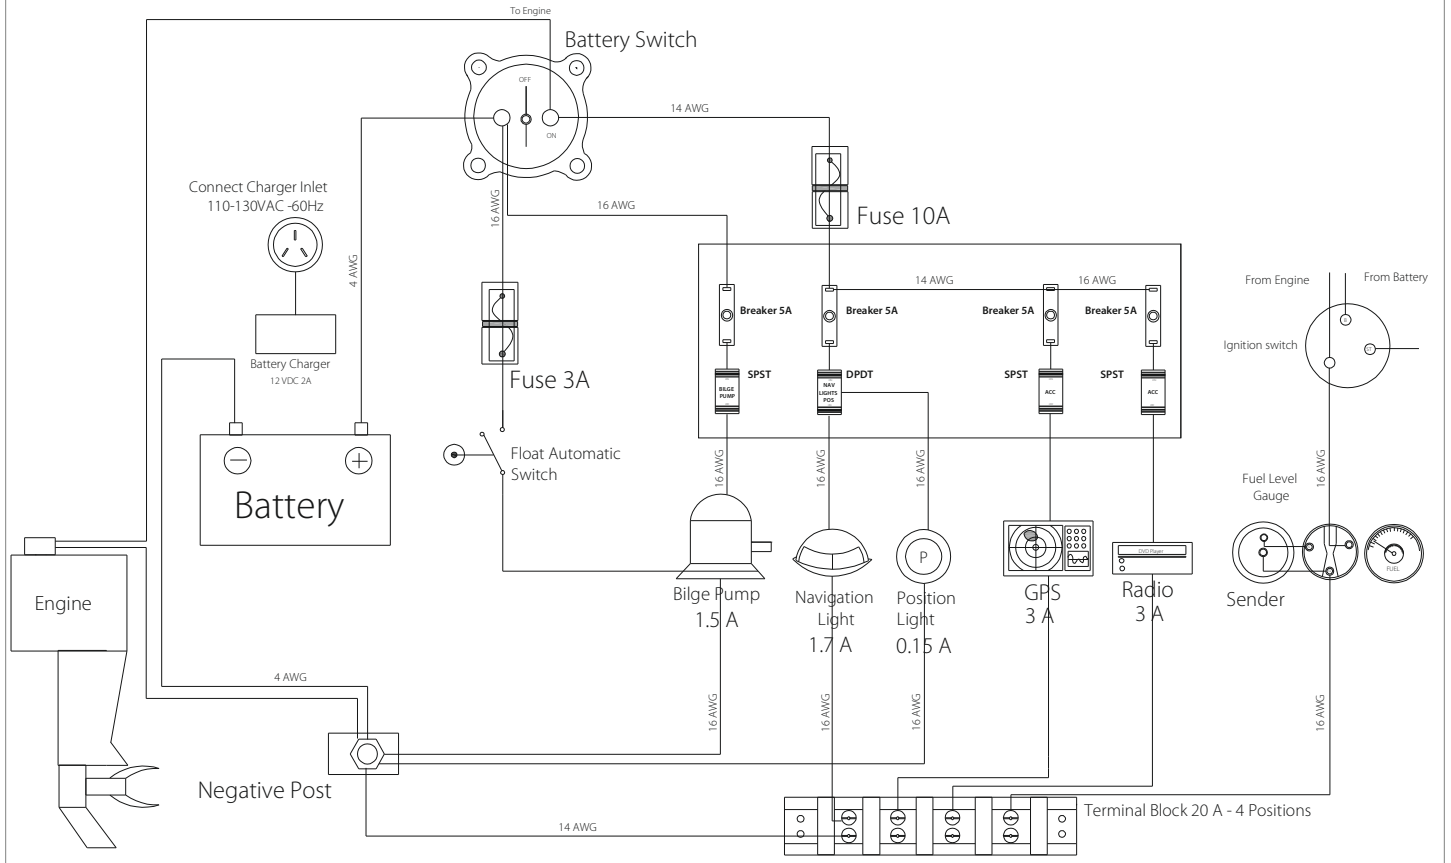 To Engine
Battery Switch
OFF
ON
14 AWG
Connect Charger Inlet
110-130VAC -60Hz
16 AWG
16 AWG
4 AWG
Fuse 10A
14 AWG
16 AWG
From Engine
From Battery
Breaker 5A
Breaker 5A
Breaker 5A
Breaker 5A
B
ST
Ignition switch
Battery Charger
12 VDC 2A
Fuse 3A
SPST
DPDT
SPST
SPST
BILGE
PUMP
NAV
LIGHTS
POS
ACC
ACC
Float Automatic
Switch
16 AWG
16 AWG
16 AWG
16 AWG
Battery
Fuel Level
Gauge
P
DVD Player
FUEL
Engine
Bilge Pump
1.5 A
Navigation
Light
1.7 A
Position
Light
0.15 A
GPS
3 A
Radio
3 A
Sender
4 AWG
16 AWG
16 AWG
16 AWG
16 AWG
Negative Post
14 AWG
Terminal Block 20 A - 4 Positions